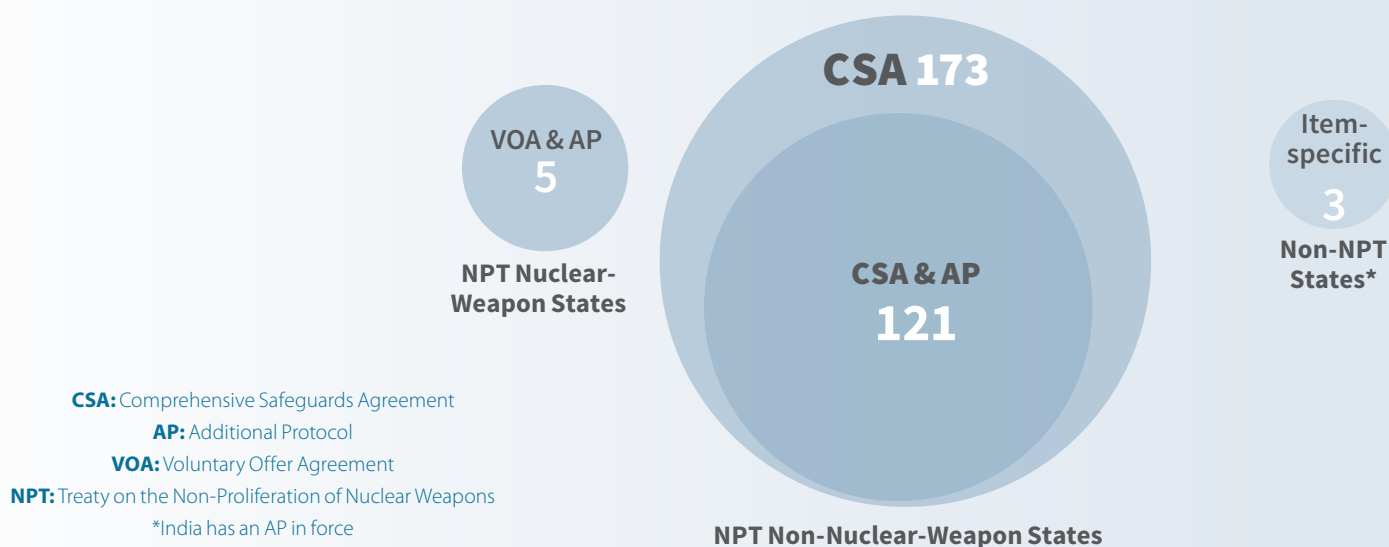 VOA & AP
5
NPT Nuclear-
Weapon States
CSA 173
CSA & AP
121
NPT Non-Nuclear-Weapon States
Item-
specific
3
Non-NPT
States*
CSA: Comprehensive Safeguards Agreement
AP: Additional Protocol
VOA: Voluntary Offer Agreement
NPT: Treaty on the Non-Proliferation of Nuclear Weapons
*India has an AP in force